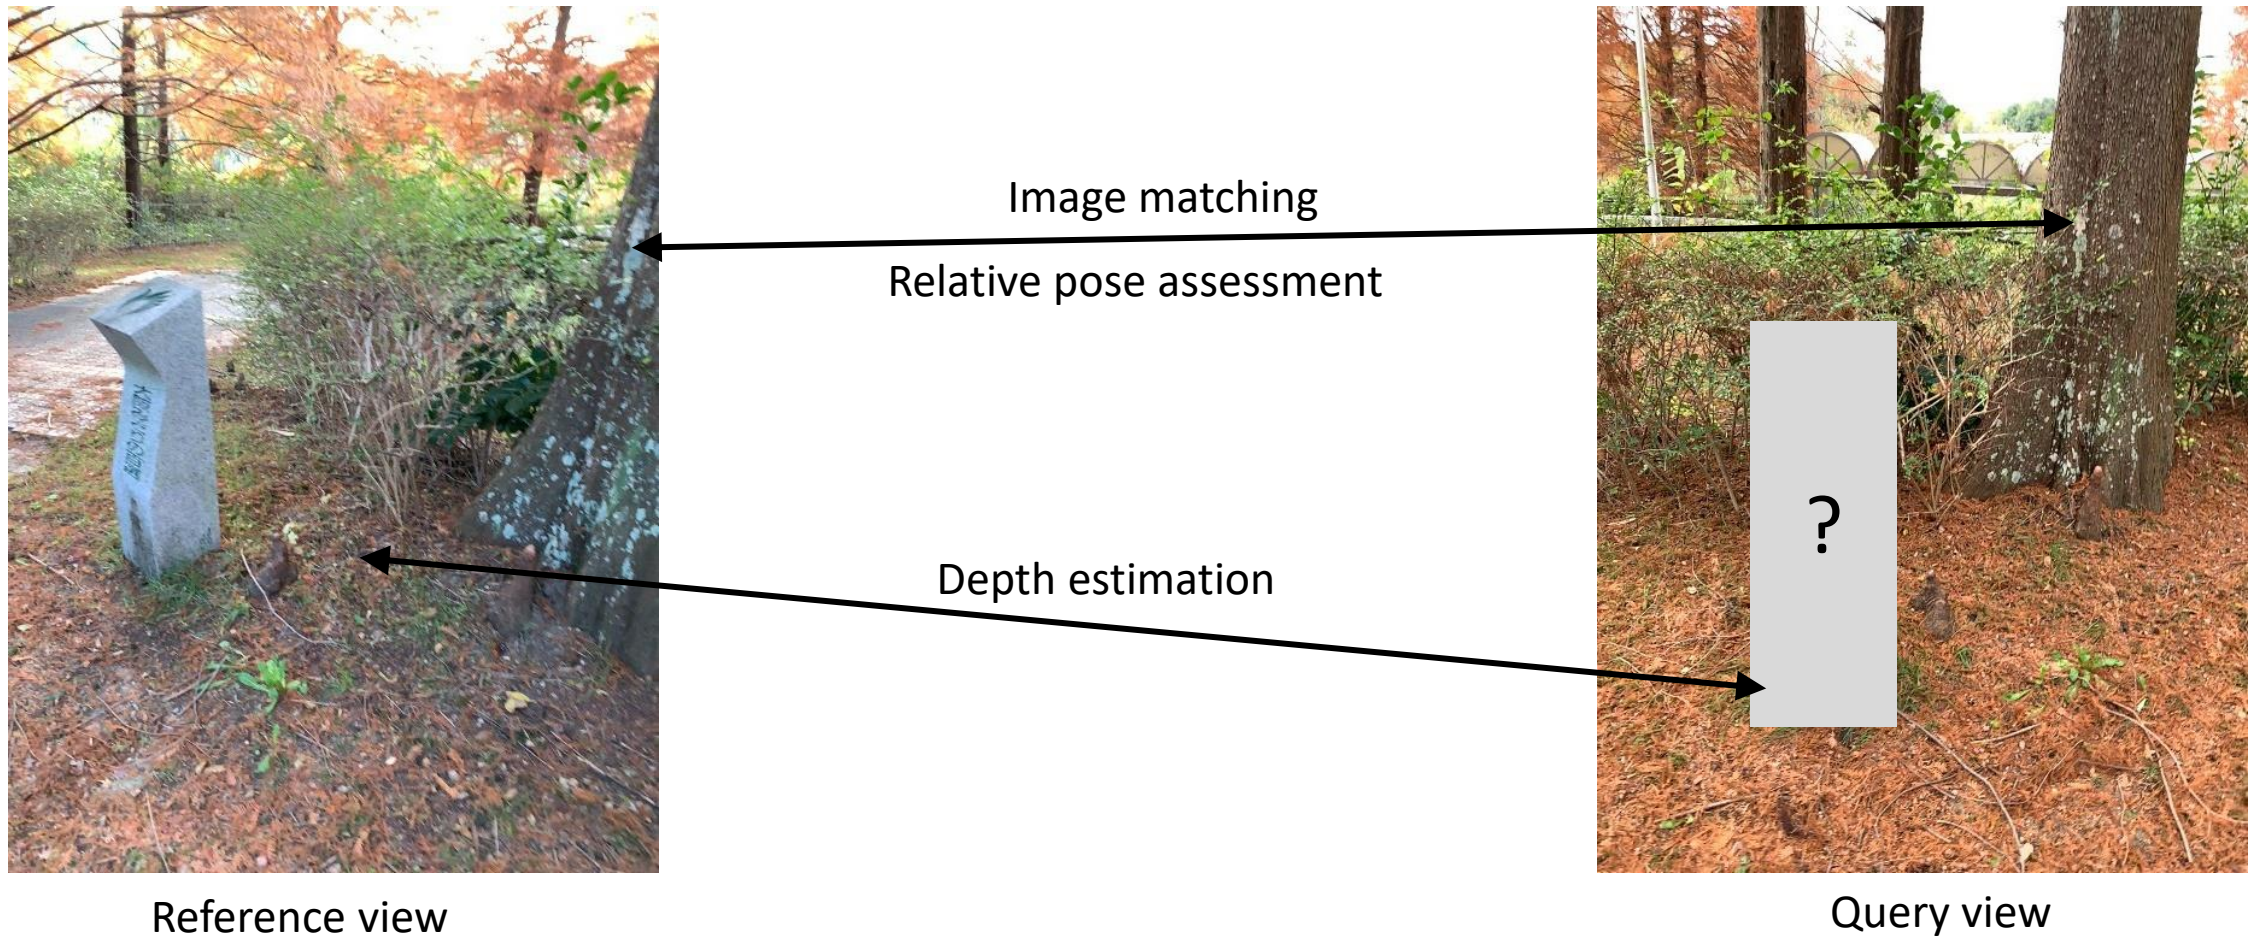 Image matching
Relative pose assessment
Depth estimation
?
Reference view
Query view